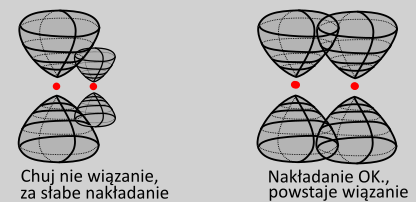 Chuj nie wiązanie,
za słabe nakładanie
Nakładanie OK.,
powstaje wiązanie